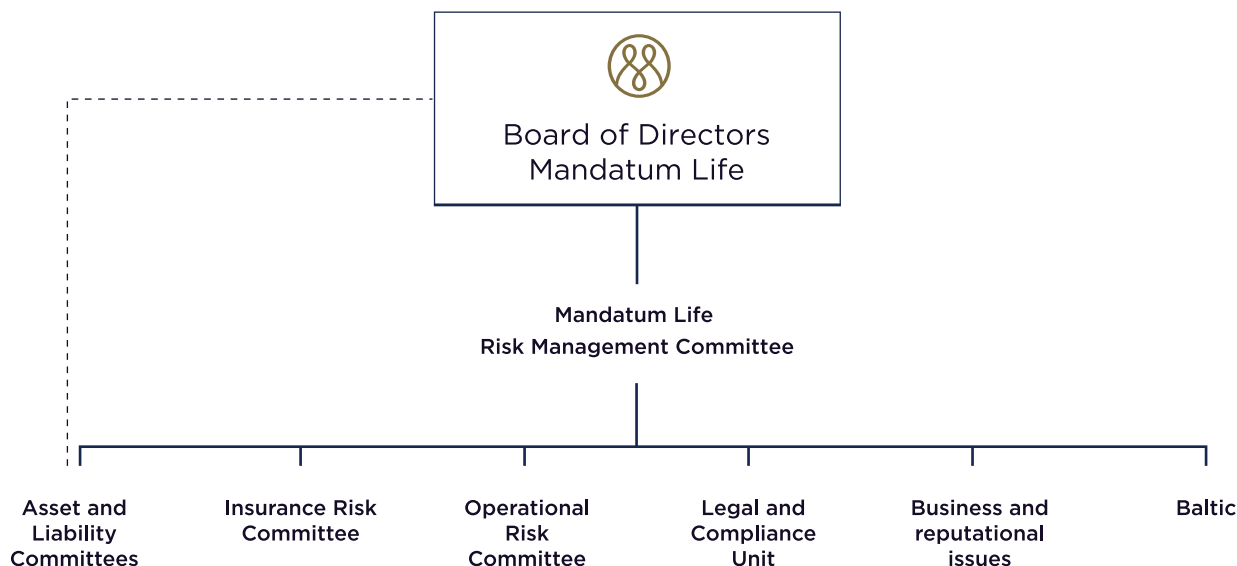 Board of Directors
Mandatum Life
Mandatum Life
Risk Management Committee
Asset and
Liability
Committees
Insurance Risk
Committee
Operational
Risk
Committee
Legal and
Compliance
Unit
Business and
reputational
issues
Baltic